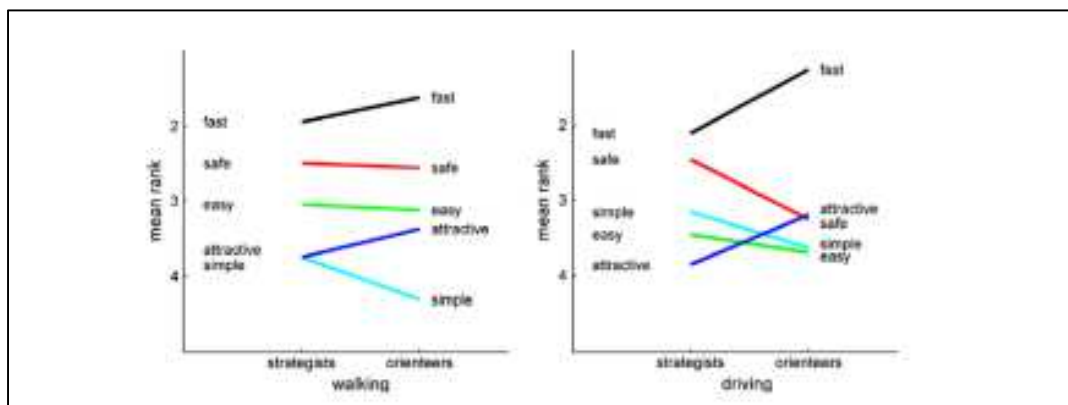 fast
safe
easy
attractive
simple
fast
safe
easy
attractive
simple
2
3
4
mean rank
strategists
orienteers
walking
fast
safe
simple
easy
attractive
fast
attractive
safe
simple
easy
2
3
4
mean rank
strategists
orienteers
driving